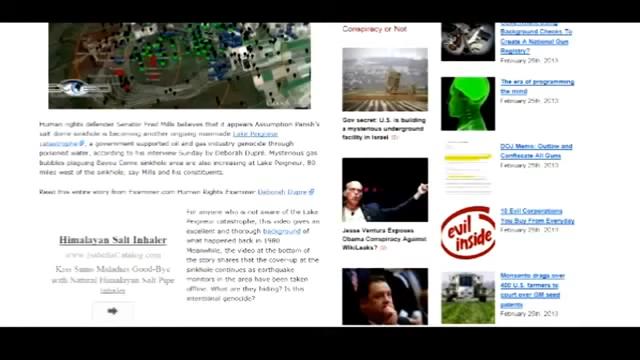 Human rights defender Senator Fred Mills believes that it appears Assumption Parish's
salt dome sinkhole is becoming another ongoing manmade Lake Peigneur
catastrophe, a government supported oil and gas industry genocide through
poisoned water, according to his interview Sunday by Deborah Dupré. Mysterious gas
bubbles plaguing Bayou Corne sinkhole area are also increasing at Lake Peigneur, 80
miles west of the sinkhole, say Mills and his constituents.
Read this entire story from Examiner.com Human Rights Examiner Deborah Dupré
Himalayan Salt Inhaler
Kiss Sinus Maladies Good-Bye
with Natural Himalayan Salt Pipe
Inhaler
For anyone who is not aware of the Lake
Peigneur catastrophe, this video gives an
excellent and thorough background of
what happened back in 1980
Meanwhile, the video at the bottom of
the story shares that the cover-up at the
sinkhole continues as earthquake
monitors in the area have been taken
offline. What are they hiding? Is this
intentional genocide?
Conspiracy or Not
Gov secret: U.S. is building
a mysterious underground
facility in Israel
Jesse Ventura Exposes
Obama Conspiracy Against
WikiLeaks?
Background Checks To
Create A National Gun
Registry?
February 25th, 2013
The era of programming
the mind
February 25th, 2013
DOJ Memo: Outlaw and
Confiscate All Guns
February 25th, 2013
evil
inside
10 Evil Corporations
You Buy From Everyday
February 25th, 2013
Monsanto drags over
400 U.S. farmers to
court over GM seed
patents
February 25th, 2013